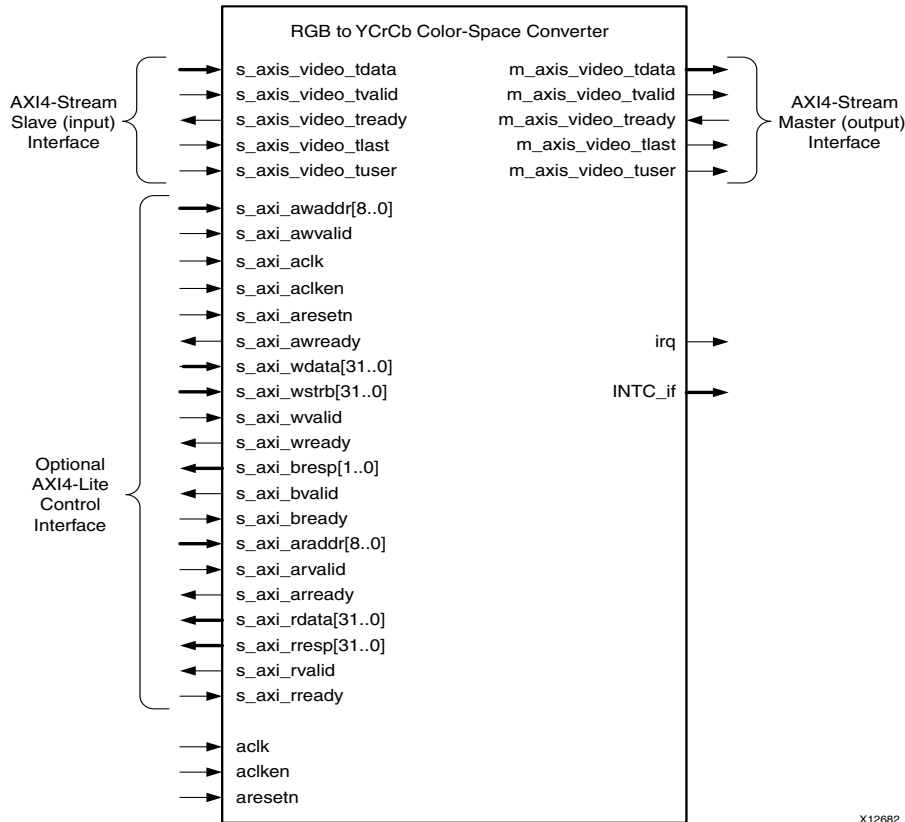 RGB to YCrCb Color-Space Converter
AXI4-Stream
Slave (input)
Interface
s_axis_video_tdata
s_axis_video_tvalid
s_axis_video_tready
s_axis_video_tlast
s_axis_video_tuser
m_axis_video_tdata
m_axis_video_tvalid
m_axis_video_tready
m_axis_video_tlast
m_axis_video_tuser
AXI4-Stream
Master (output)
Interface
Optional
AXI4-Lite
Control
Interface
s_axi_awaddr[8..0]
s_axi_awvalid
s_axi_aclk
s_axi_aclken
s_axi_aresetn
s_axi_awready
s_axi_wdata[31..0]
s_axi_wstrb[31..0]
s_axi_wvalid
s_axi_wready
s_axi_bresp[1..0]
s_axi_bvalid
s_axi_bready
s_axi_araddr[8..0]
s_axi_arvalid
s_axi_arready
s_axi_rdata[31..0]
s_axi_rresp[31..0]
s_axi_rvalid
s_axi_rready
irq
INTC_if
aclk
aclken
aresetn
X12682